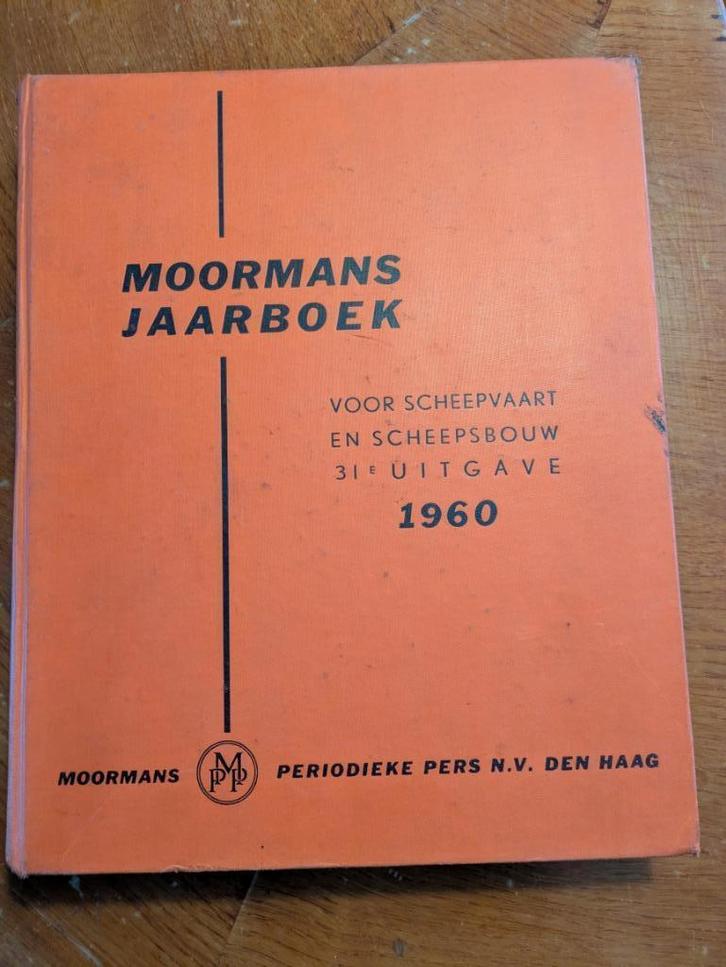 MOORMANS
JAARBOEK
VOOR SCHEEPVAART
EN SCHEEPSBOUW
31E UITGAVE
1960
MOORMANS MPP PERIODIEKE PERS N.V. DEN HAAG